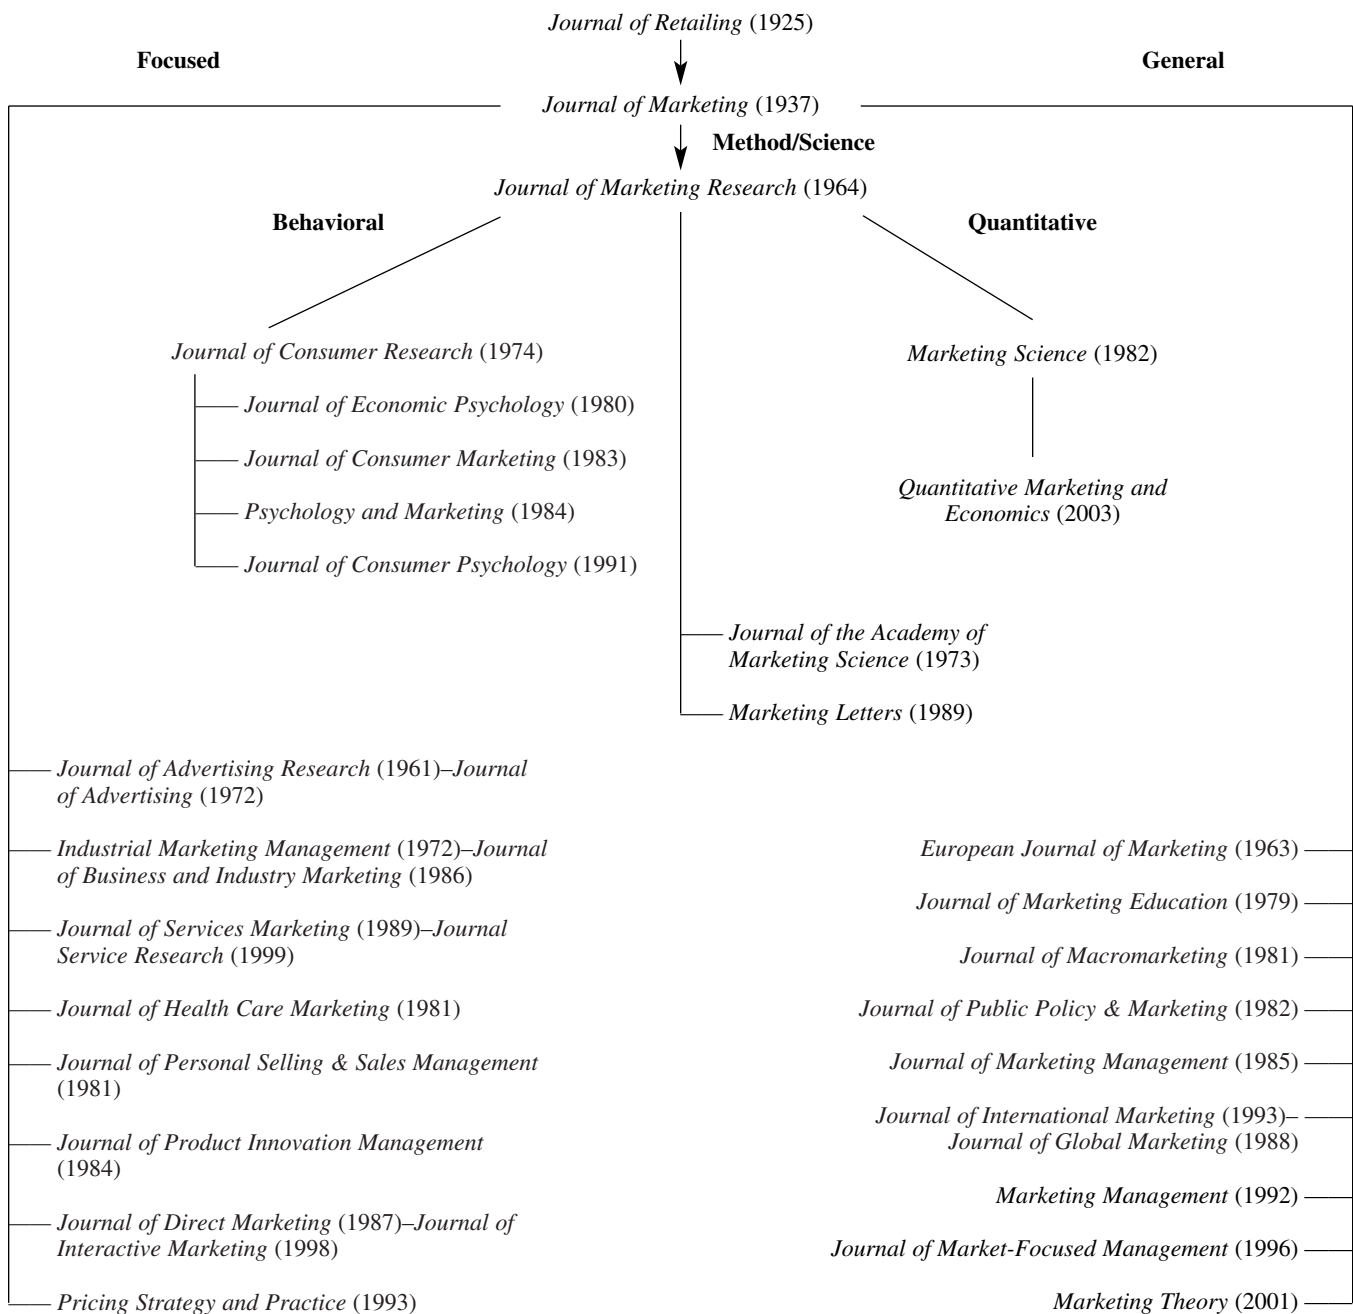 Journal of Retailing (1925)
Focused
General
Journal of Marketing (1937)
Method/Science
Journal of Marketing Research (1964)
Behavioral
Quantitative
Journal of Consumer Research (1974)
Marketing Science (1982)
Journal of Economic Psychology (1980)
Journal of Consumer Marketing (1983)
Psychology and Marketing (1984)
Journal of Consumer Psychology (1991)
Quantitative Marketing and
Economics (2003)
Journal of the Academy of
Marketing Science (1973)
Marketing Letters (1989)
Journal of Advertising Research (1961)–Journal
of Advertising (1972)
Industrial Marketing Management (1972)–Journal
of Business and Industry Marketing (1986)
Journal of Services Marketing (1989)–Journal
Service Research (1999)
Journal of Health Care Marketing (1981)
Journal of Personal Selling & Sales Management
(1981)
Journal of Product Innovation Management
(1984)
Journal of Direct Marketing (1987)–Journal of
Interactive Marketing (1998)
Pricing Strategy and Practice (1993)
European Journal of Marketing (1963)
Journal of Marketing Education (1979)
Journal of Macromarketing (1981)
Journal of Public Policy & Marketing (1982)
Journal of Marketing Management (1985)
Journal of International Marketing (1993)–
Journal of Global Marketing (1988)
Marketing Management (1992)
Journal of Market-Focused Management (1996)
Marketing Theory (2001)